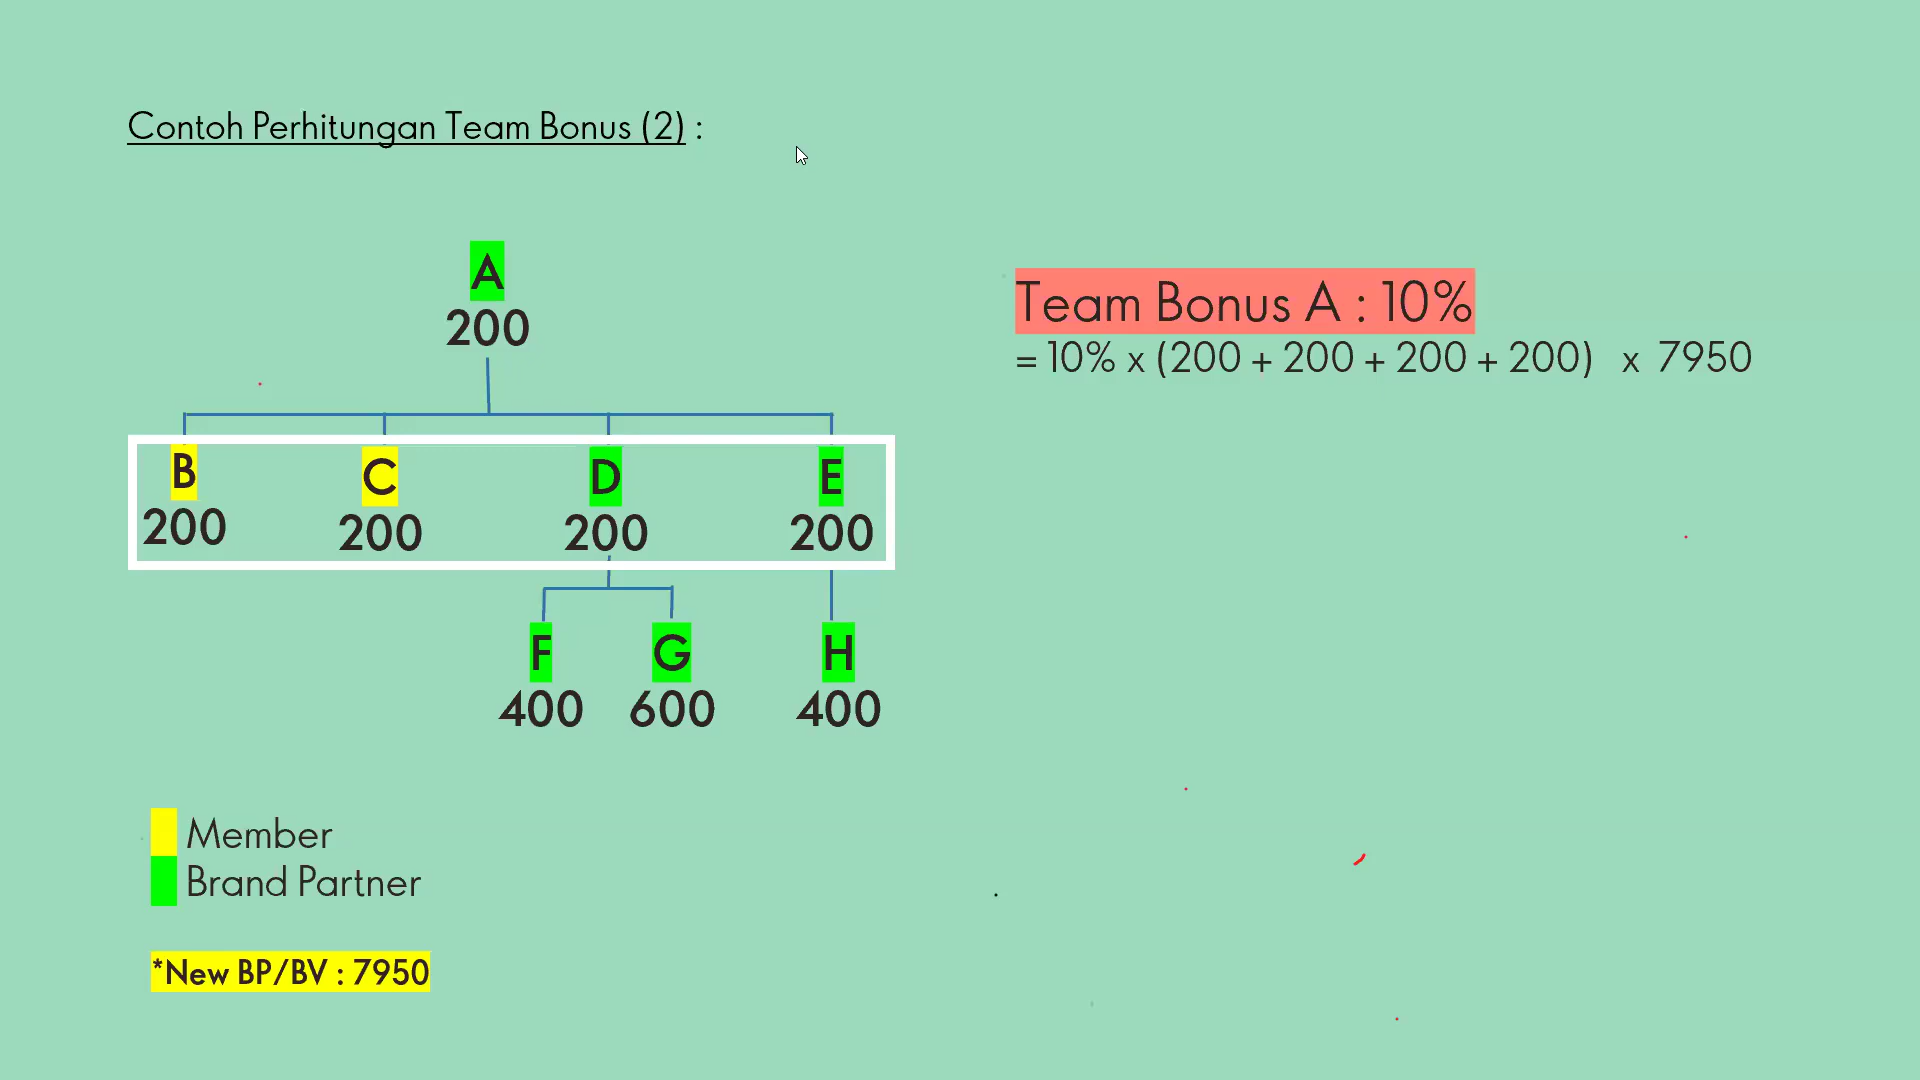 Contoh Perhitungan Team Bonus (2) :
A
200
B
200
C
200
D
200
E
200
F
400
G
600
H
400
Member
Brand Partner
*New BP/BV : 7950
Team Bonus A : 10%
= 10% x (200 + 200 + 200 + 200) x 7950